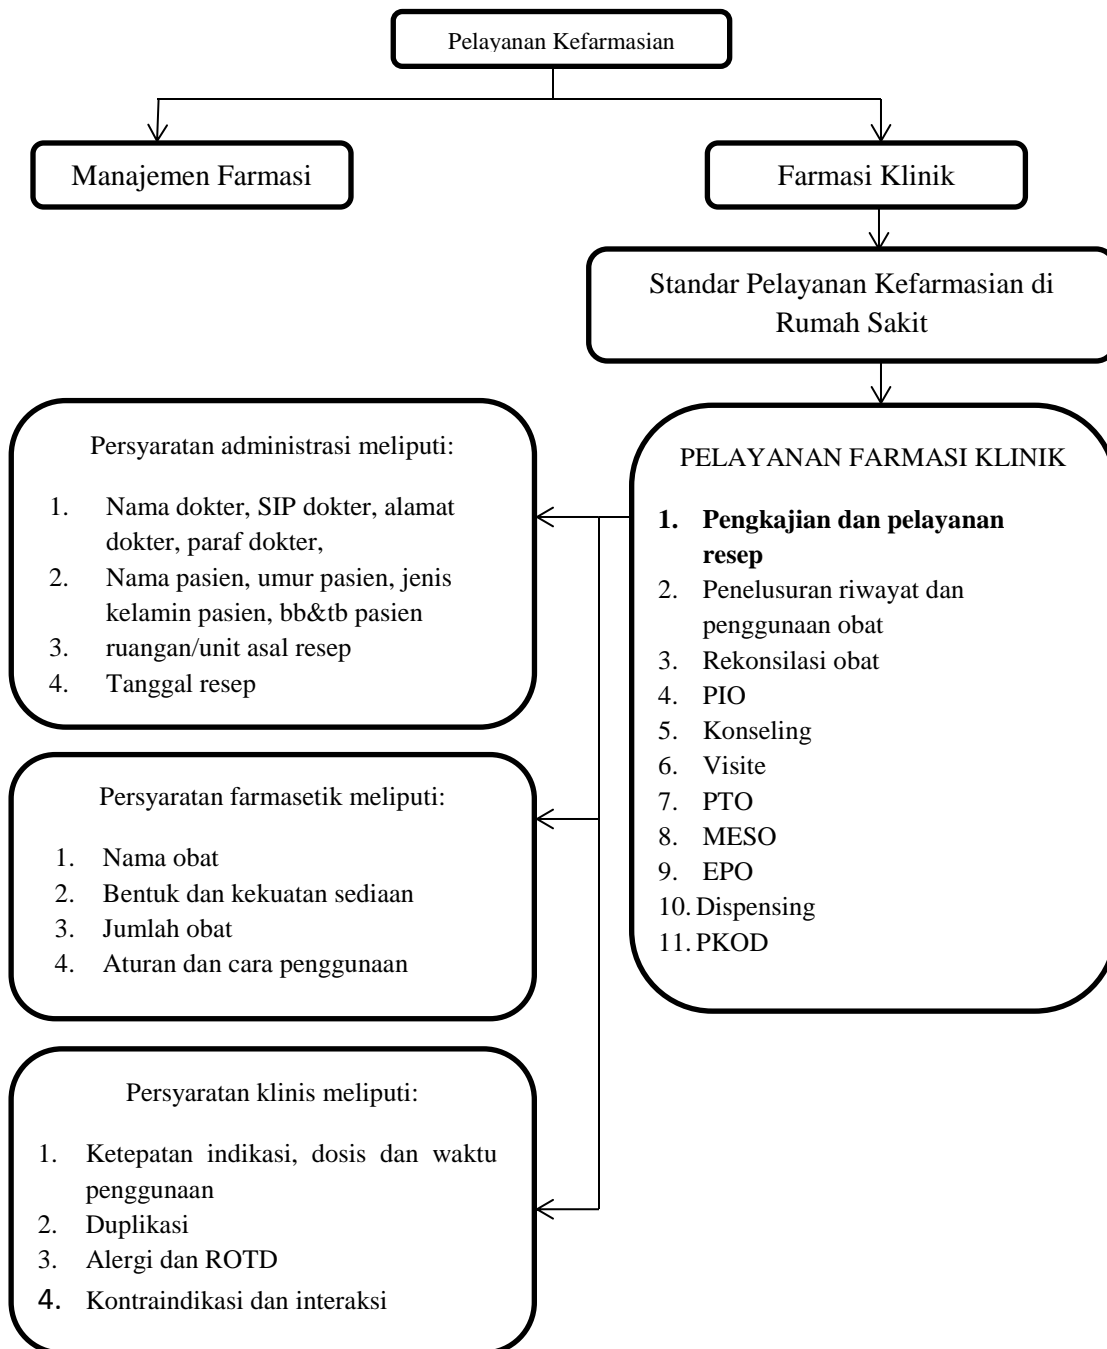 Pelayanan Kefarmasian
Manajemen Farmasi
Farmasi Klinik
Standar Pelayanan Kefarmasian di
Rumah Sakit
Persyaratan administrasi meliputi:
1. Nama dokter, SIP dokter, alamat
dokter, paraf dokter,
2. Nama pasien, umur pasien, jenis
kelamin pasien, bb&tb pasien
3. ruangan/unit asal resep
4. Tanggal resep
PELAYANAN FARMASI KLINIK
1. Pengkajian dan pelayanan
resep
2. Penelusuran riwayat dan
penggunaan obat
3. Rekonsilasi obat
4. PIO
5. Konseling
6. Visite
7. PTO
8. MESO
9. EPO
10. Dispensing
11. PKOD
Persyaratan farmasetik meliputi:
1. Nama obat
2. Bentuk dan kekuatan sediaan
3. Jumlah obat
4. Aturan dan cara penggunaan
Persyaratan klinis meliputi:
1. Ketepatan indikasi, dosis dan waktu
penggunaan
2. Duplikasi
3. Alergi dan ROTD
4. Kontraindikasi dan interaksi